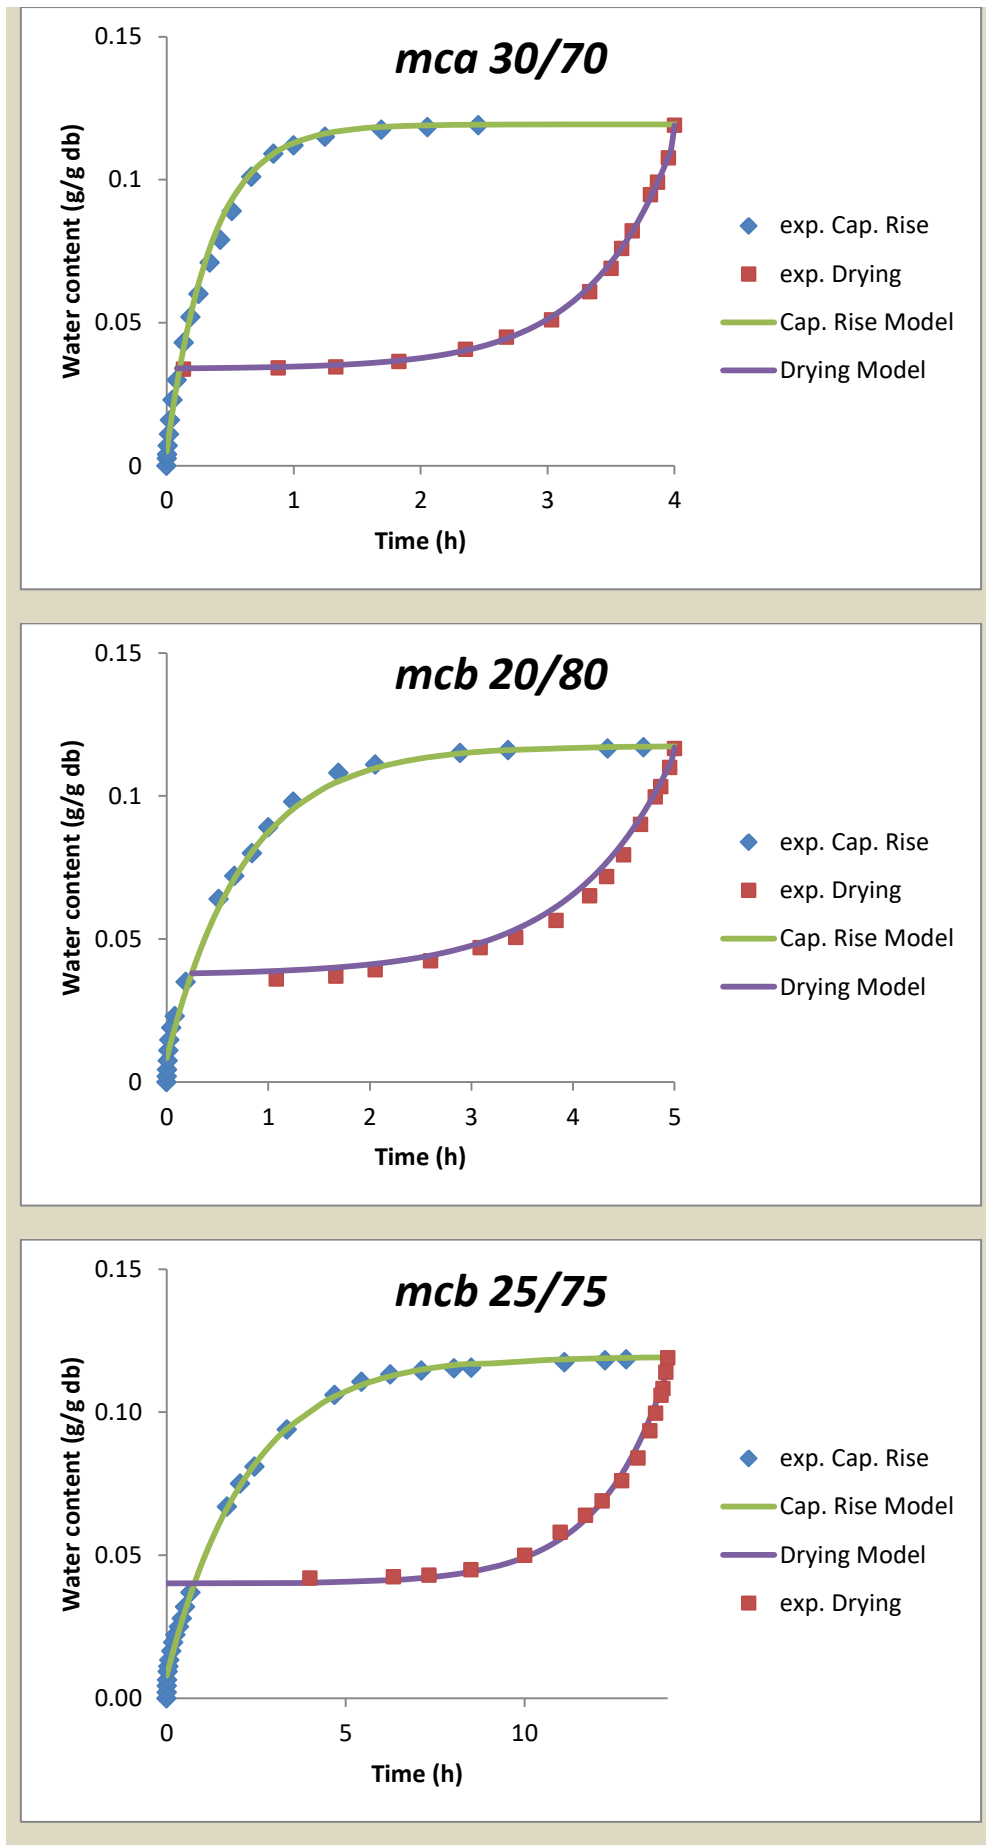 mca 30/70
0.15
0.1
0.05
0
Water content (g/g db)
0 1 2 3 4
Time (h)
exp. Cap. Rise
exp. Drying
Cap. Rise Model
Drying Model
mcb 20/80
0.15
0.1
0.05
0
Water content (g/g db)
0 1 2 3 4 5
Time (h)
exp. Cap. Rise
exp. Drying
Cap. Rise Model
Drying Model
mcb 25/75
0.15
0.10
0.05
0.00
Water content (g/g db)
0 5 10
Time (h)
exp. Cap. Rise
Cap. Rise Model
Drying Model
exp. Drying